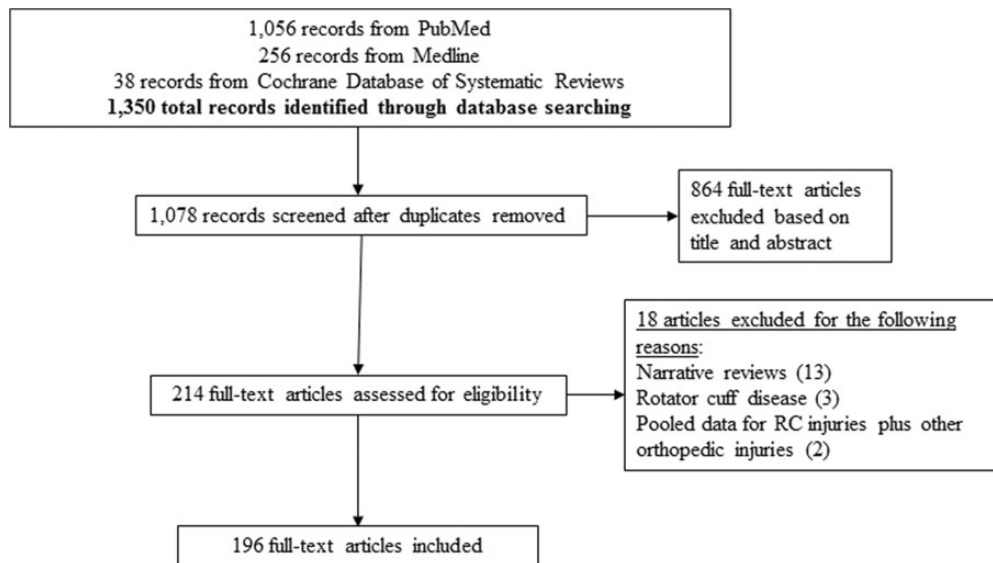 1,056 records from PubMed
256 records from Medline
38 records from Cochrane Database of Systematic Reviews
1,350 total records identified through database searching
1,078 records screened after duplicates removed
864 full-text articles
excluded based on
title and abstract
214 full-text articles assessed for eligibility
18 articles excluded for the following
reasons:
Narrative reviews (13)
Rotator cuff disease (3)
Pooled data for RC injuries plus other
orthopedic injuries (2)
196 full-text articles included